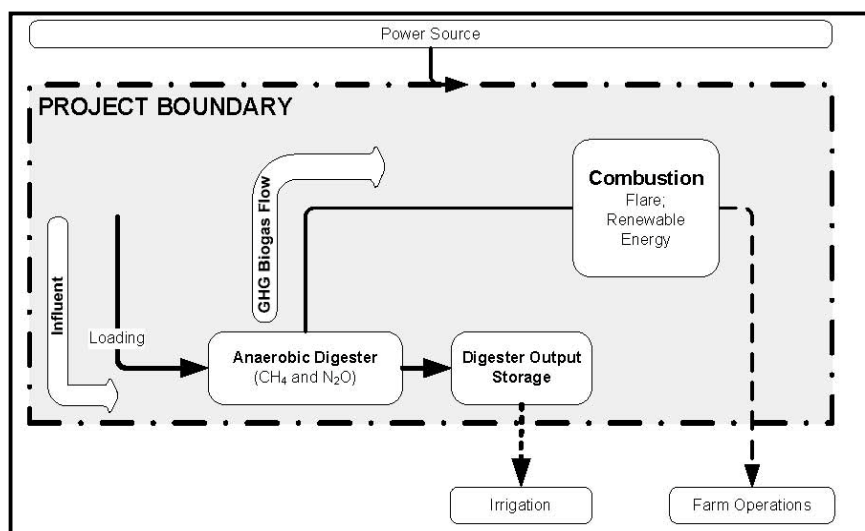 Power Source
PROJECT BOUNDARY
GHG Biogas Flow
Combustion
Flare;
Renewable
Energy
Influent
Loading
Anaerobic Digester
(CH₄ and N₂O)
Digester Output
Storage
Irrigation
Farm Operations